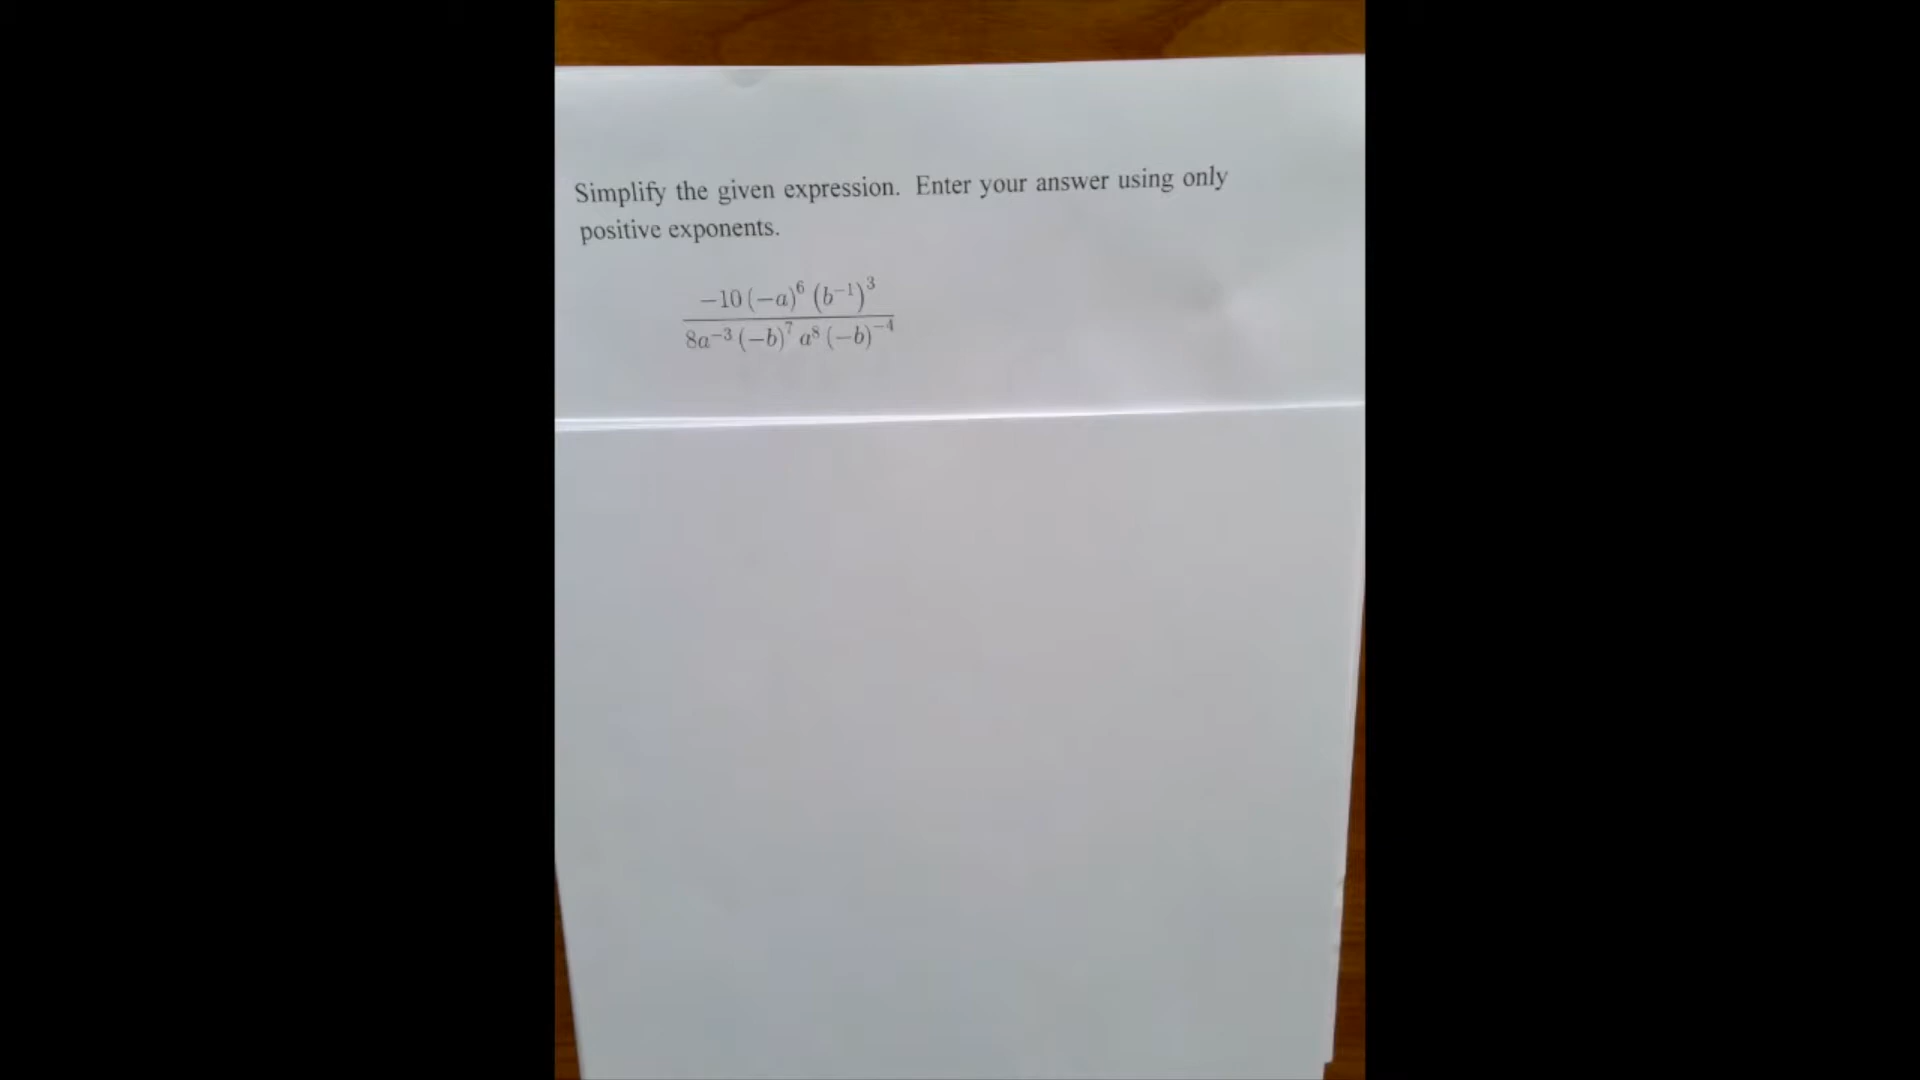 Simplify the given expression. Enter your answer using only
positive exponents.
−10 (−a)⁶ (b⁻¹)³
8a⁻³ (−b)⁷ a⁸ (−b)⁻⁴